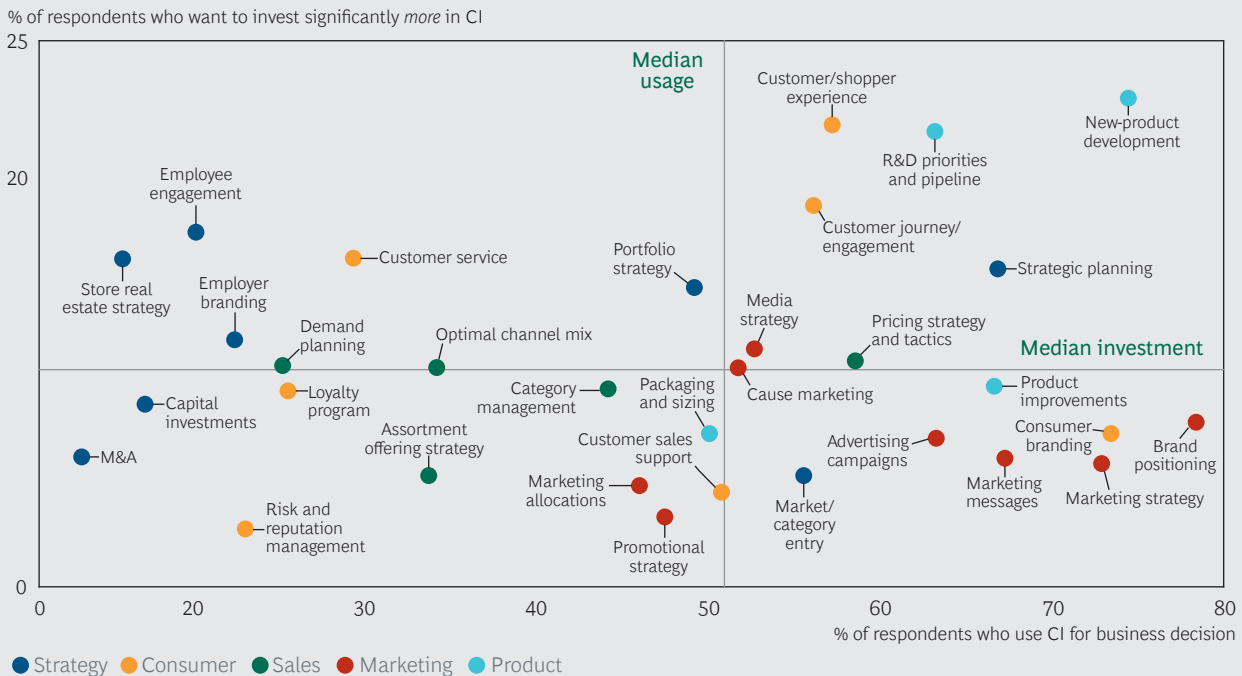 % of respondents who want to invest significantly more in CI
25
Median
usage
Customer/shopper
experience
New-product
development
R&D priorities
and pipeline
20
Employee
engagement
Customer journey/
engagement
Customer service
Portfolio
strategy
Strategic planning
Store real
estate strategy
Employer
branding
Media
strategy
Pricing strategy
and tactics
Demand
planning
Optimal channel mix
Median investment
Loyalty
program
Category
management
Packaging
and sizing
Cause marketing
Product
improvements
Capital
investments
Assortment
offering strategy
Customer sales
support
Advertising
campaigns
Consumer
branding
Brand
positioning
M&A
Marketing
allocations
Market/
category
entry
Marketing
messages
Marketing strategy
Risk and
reputation
management
Promotional
strategy
0
0 20 30 40 50 60 70 80
% of respondents who use CI for business decision
Strategy Consumer Sales Marketing Product